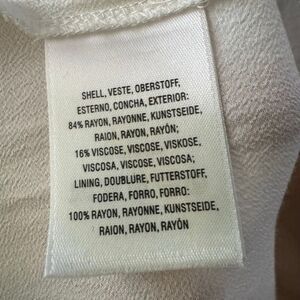 SHELL, VESTE, OBERSTOFF,
ESTERNO, CONCHA, EXTERIOR:
84% RAYON, RAYONNE, KUNSTSEIDE,
RAION, RAYON, RAYÓN;
16% VISCOSE, VISCOSE, VISKOSE,
VISCOSA, VISCOSE, VISCOSA;
LINING, DOUBLURE, FUTTERSTOFF,
FODERA, FORRO, FORRO:
100% RAYON, RAYONNE, KUNSTSEIDE,
RAION, RAYON, RAYÓN